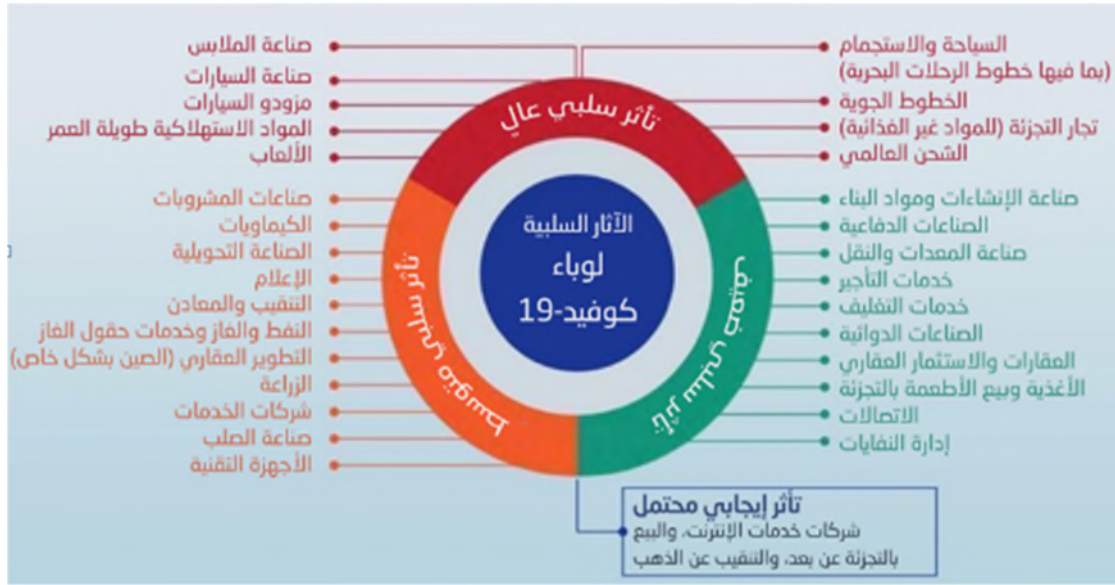 السياحة والاستجمام
(بما فيها خطوط الرحلات البحرية)
الخطوط الجوية
تجار التجزئة (للمواد غير الغذائية)
الشحن العالمي
صناعة الملابس
صناعة السيارات
مزودو السيارات
المواد الاستهلاكية طويلة العمر
الألعاب
تأثر سلبي عالٍ
الآثار السلبية
لوباء
كوفيد-19
صناعة الإنشاءات ومواد البناء
الصناعات الدفاعية
صناعة المعدات والنقل
خدمات التأجير
خدمات التغليف
الصناعات الدوائية
العقارات والاستثمار العقاري
الأغذية وبيع الأطعمة بالتجزئة
الاتصالات
إدارة النفايات
تأثر سلبي ضعيف
تأثر سلبي متوسط
صناعات المشروبات
الكيماويات
الصناعة التحويلية
الإعلام
التنقيب والمعادن
النفط والغاز وخدمات حقول الغاز
التطوير العقاري (الصين بشكل خاص)
الزراعة
شركات الخدمات
صناعة الصلب
الأجهزة التقنية
تأثر إيجابي محتمل
شركات خدمات الإنترنت، والبيع
بالتجزئة عن بعد، والتنقيب عن الذهب